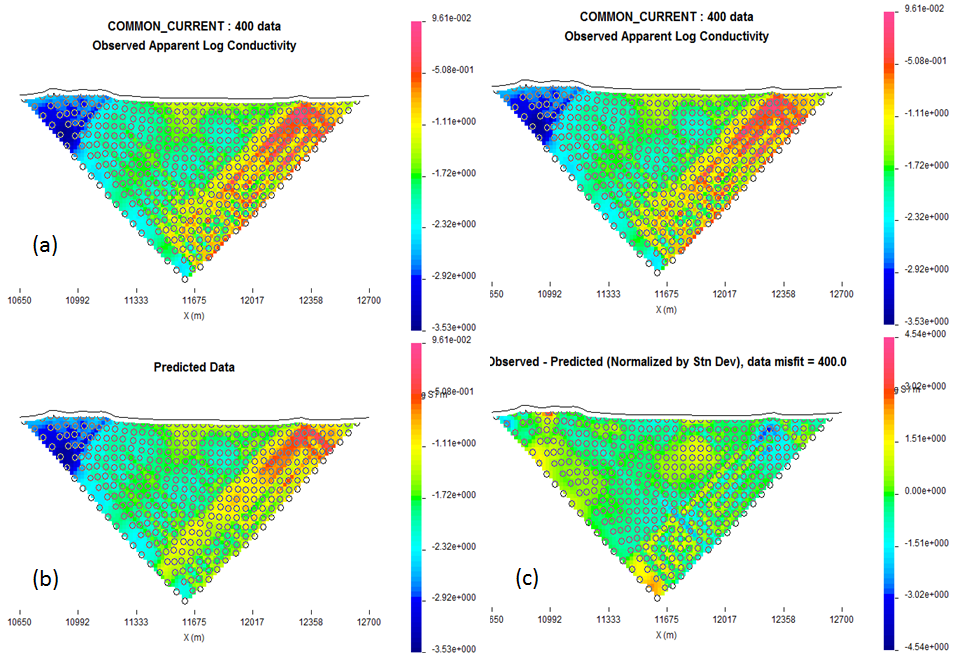 COMMON_CURRENT : 400 data
Observed Apparent Log Conductivity
9.61e-002
-5.08e-001
-1.11e+000
-1.72e+000
-2.32e+000
-2.92e+000
-3.53e+000
(a)
10650 10992 11333 11675 12017 12358 12700
X (m)
COMMON_CURRENT : 400 data
Observed Apparent Log Conductivity
9.61e-002
-5.08e-001
-1.11e+000
-1.72e+000
-2.32e+000
-2.92e+000
-3.53e+000
650 10992 11333 11675 12017 12358 12700
X (m)
Predicted Data
9.61e-002
-5.08e-001
-1.11e+000
-1.72e+000
-2.32e+000
-2.92e+000
-3.53e+000
(b)
10650 10992 11333 11675 12017 12358 12700
X (m)
Observed - Predicted (Normalized by Stn Dev), data misfit = 400.0
4.54e+000
3.02e+000
1.51e+000
0.00e+000
-1.51e+000
-3.02e+000
-4.54e+000
(c)
650 10992 11333 11675 12017 12358 12700
X (m)